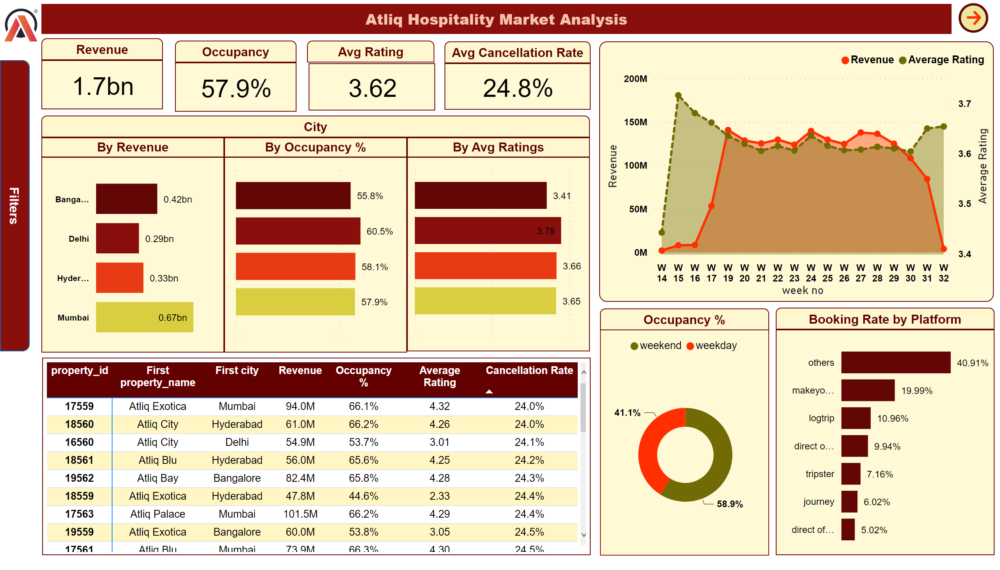 Atliq Hospitality Market Analysis
®
Filters
Revenue
1.7bn
Occupancy
57.9%
Avg Rating
3.62
Avg Cancellation Rate
24.8%
City
By Revenue
Banga… 0.42bn
Delhi 0.29bn
Hyder… 0.33bn
Mumbai 0.67bn
By Occupancy %
55.8%
60.5%
58.1%
57.9%
0% 50%
By Avg Ratings
3.41
3.78
3.66
3.65
0 2 4
Revenue Average Rating
200M
150M
100M
50M
0M
Revenue
3.7
3.6
3.5
3.4
Average Rating
W W W W W W W W W W W W W W W W W W
14 15 16 17 19 20 21 22 23 24 25 26 27 28 29 30 31 32
week no
property_id First property_name First city Revenue Occupancy % Average Rating Cancellation Rate
17559 Atliq Exotica Mumbai 94.0M 66.1% 4.32 24.0%
18560 Atliq City Hyderabad 61.0M 66.2% 4.26 24.0%
16560 Atliq City Delhi 54.9M 53.7% 3.01 24.1%
18561 Atliq Blu Hyderabad 56.0M 65.6% 4.25 24.2%
19562 Atliq Bay Bangalore 82.4M 65.8% 4.28 24.3%
18559 Atliq Exotica Hyderabad 47.8M 44.6% 2.33 24.4%
17563 Atliq Palace Mumbai 101.5M 66.2% 4.29 24.4%
19559 Atliq Exotica Bangalore 60.0M 53.8% 3.05 24.5%
17561 Atliq Blu Mumbai 73.9M 66.3% 4.30 24.5%
Occupancy %
weekend weekday
41.1%
58.9%
Booking Rate by Platform
others 40.91%
makeyo… 19.99%
logtrip 10.96%
direct o… 9.94%
tripster 7.16%
journey 6.02%
direct of… 5.02%